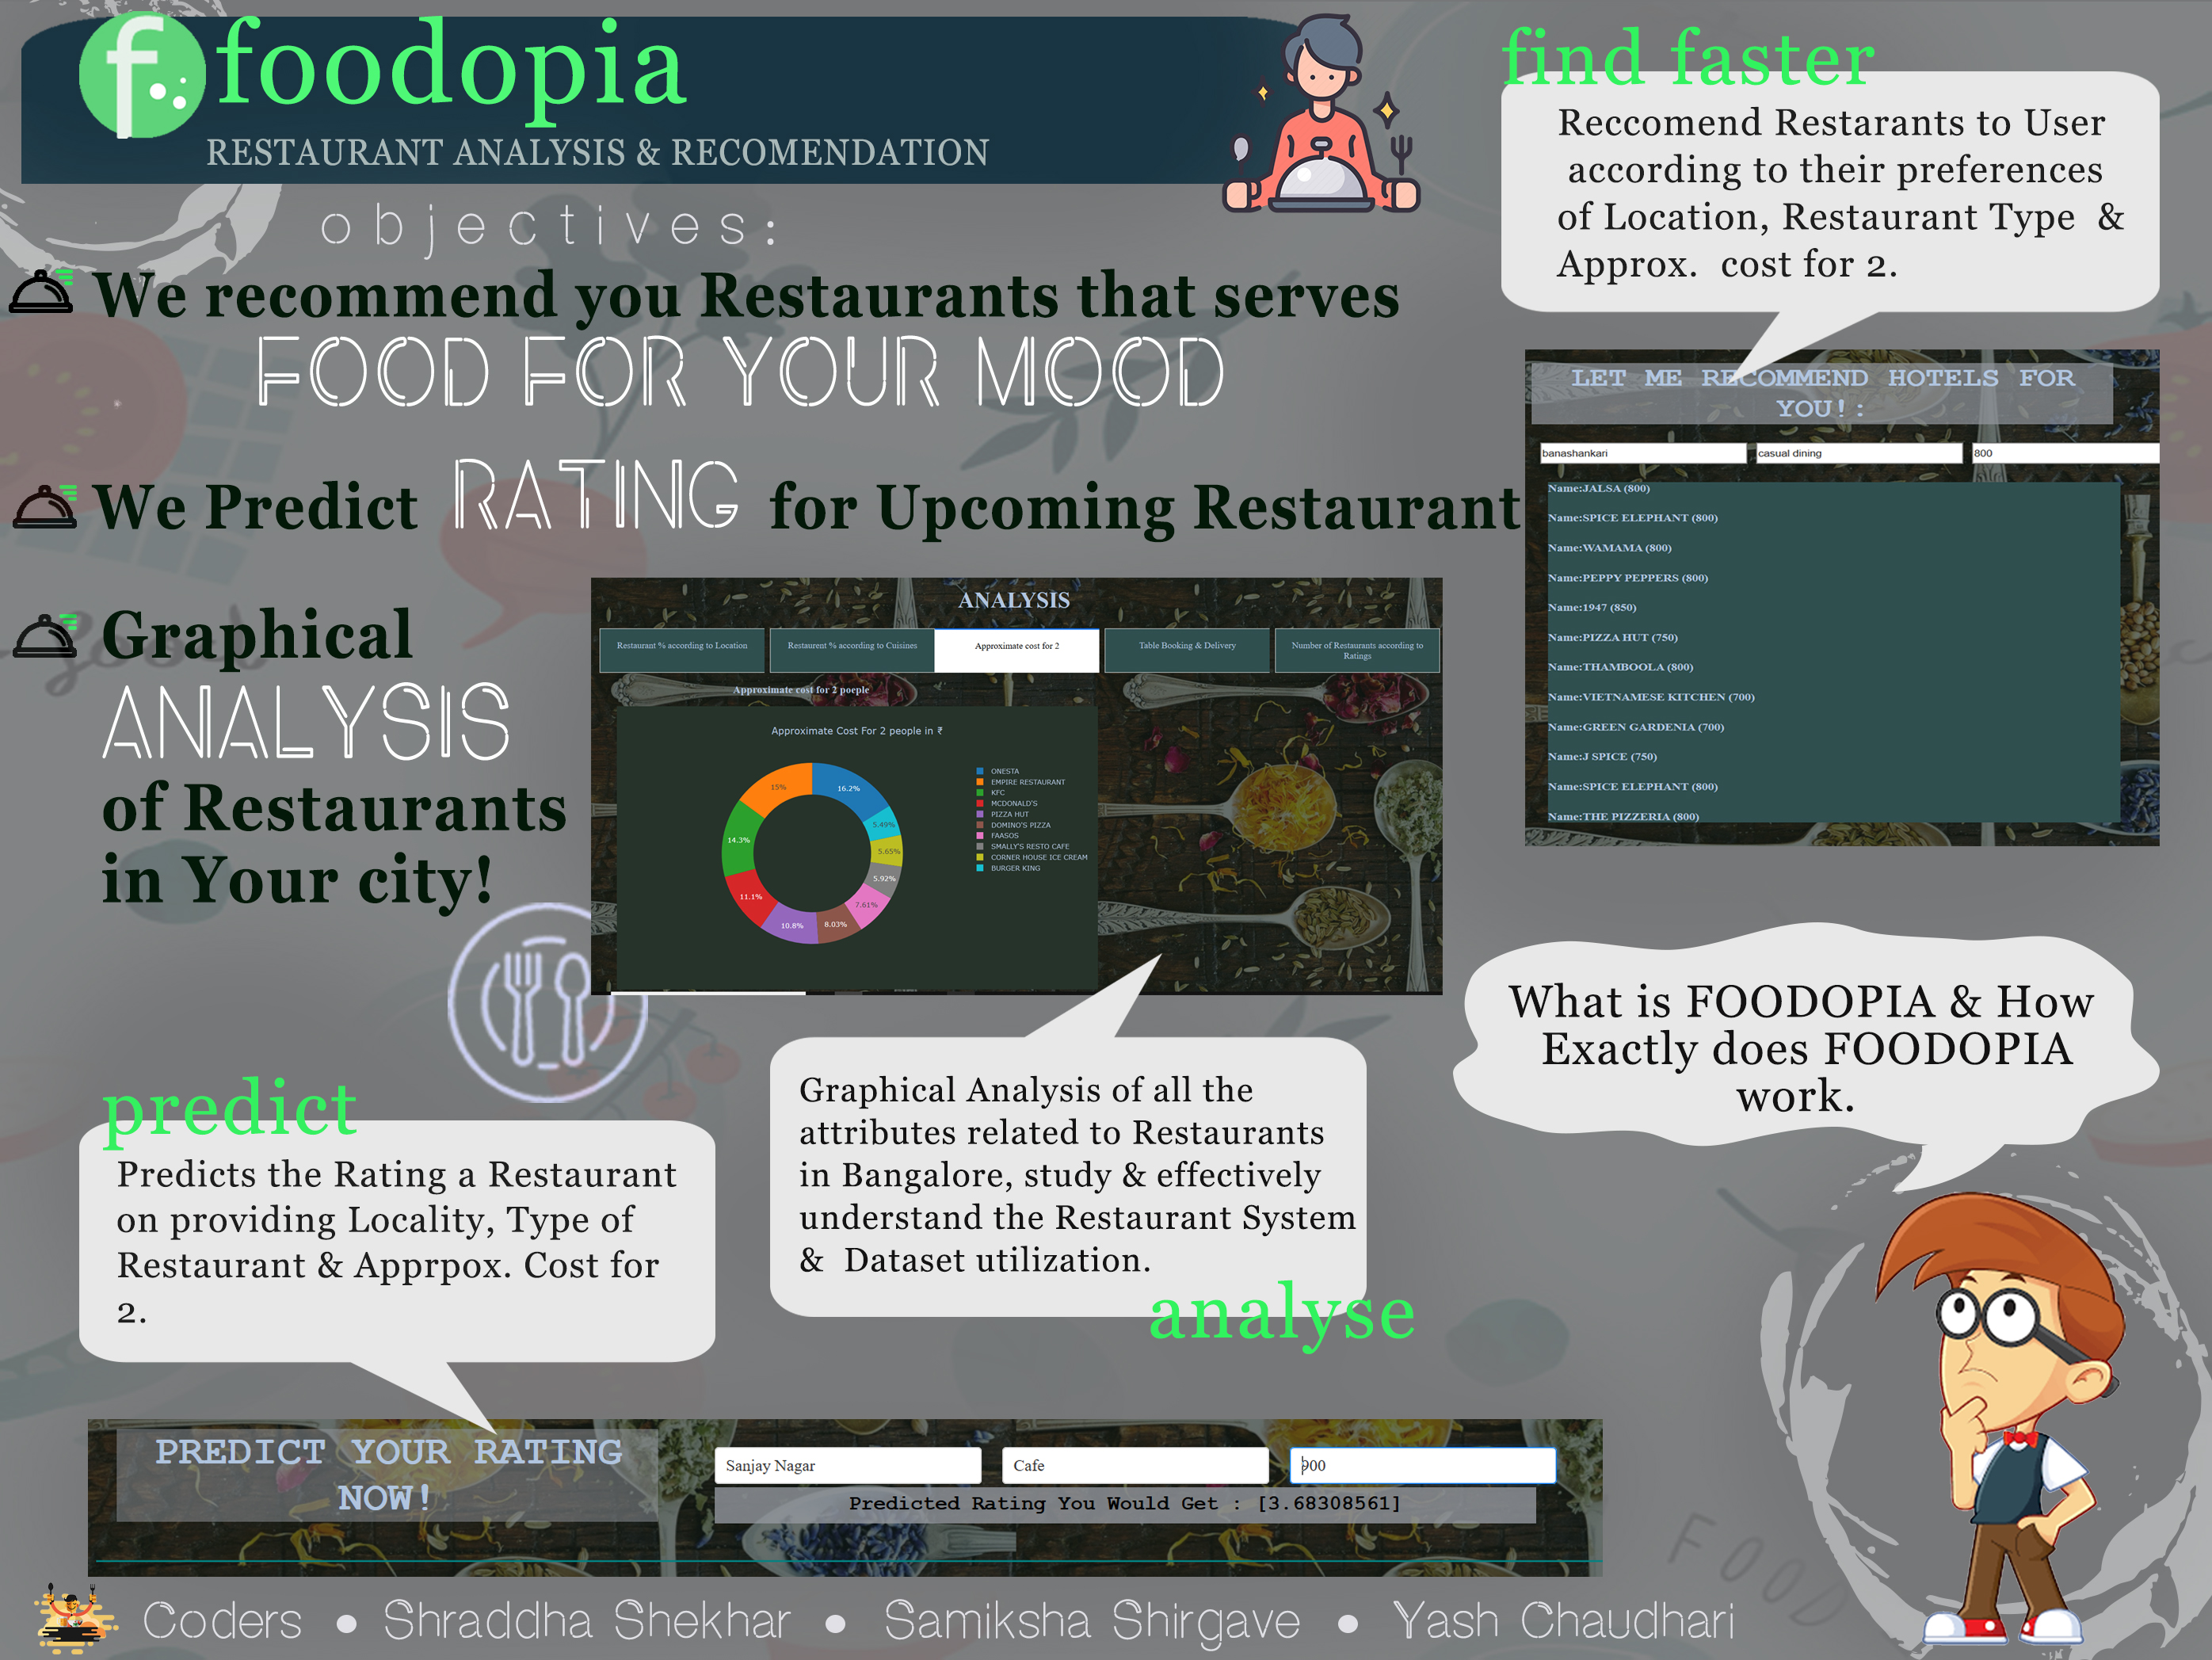 f.
foodopia
RESTAURANT ANALYSIS & RECOMENDATION
objectives:
We recommend you Restaurants that serves
FOOD FOR YOUR MOOD
We Predict RATING for Upcoming Restaurant
Graphical
ANALYSIS
of Restaurants
in Your city!
find faster
Reccomend Restarants to User
according to their preferences
of Location, Restaurant Type &
Approx. cost for 2.
LET ME RECOMMEND HOTELS FOR
YOU!:
banashankari casual dining 800
Name:JALSA (800)
Name:SPICE ELEPHANT (800)
Name:WAMAMA (800)
Name:PEPPY PEPPERS (800)
Name:1947 (850)
Name:PIZZA HUT (750)
Name:THAMBOOLA (800)
Name:VIETNAMESE KITCHEN (700)
Name:GREEN GARDENIA (700)
Name:J SPICE (750)
Name:SPICE ELEPHANT (800)
Name:THE PIZZERIA (800)
ANALYSIS
Restaurant % according to Location
Restaurent % according to Cuisines
Approximate cost for 2
Table Booking & Delivery
Number of Restaurants according to
Ratings
Approximate cost for 2 poeple
Approximate Cost For 2 people in ₹
16.2%
5.49%
5.65%
5.92%
7.61%
8.03%
10.8%
11.1%
14.3%
15%
ONESTA
EMPIRE RESTAURANT
KFC
MCDONALD'S
PIZZA HUT
DOMINO'S PIZZA
FAASOS
SMALLY'S RESTO CAFE
CORNER HOUSE ICE CREAM
BURGER KING
What is FOODOPIA & How
Exactly does FOODOPIA
work.
Graphical Analysis of all the
attributes related to Restaurants
in Bangalore, study & effectively
understand the Restaurant System
& Dataset utilization.
analyse
predict
Predicts the Rating a Restaurant
on providing Locality, Type of
Restaurant & Apprpox. Cost for
2.
PREDICT YOUR RATING
NOW!
Sanjay Nagar Cafe 900
Predicted Rating You Would Get : [3.68308561]
FOOD
Coders • Shraddha Shekhar • Samiksha Shirgave • Yash Chaudhari